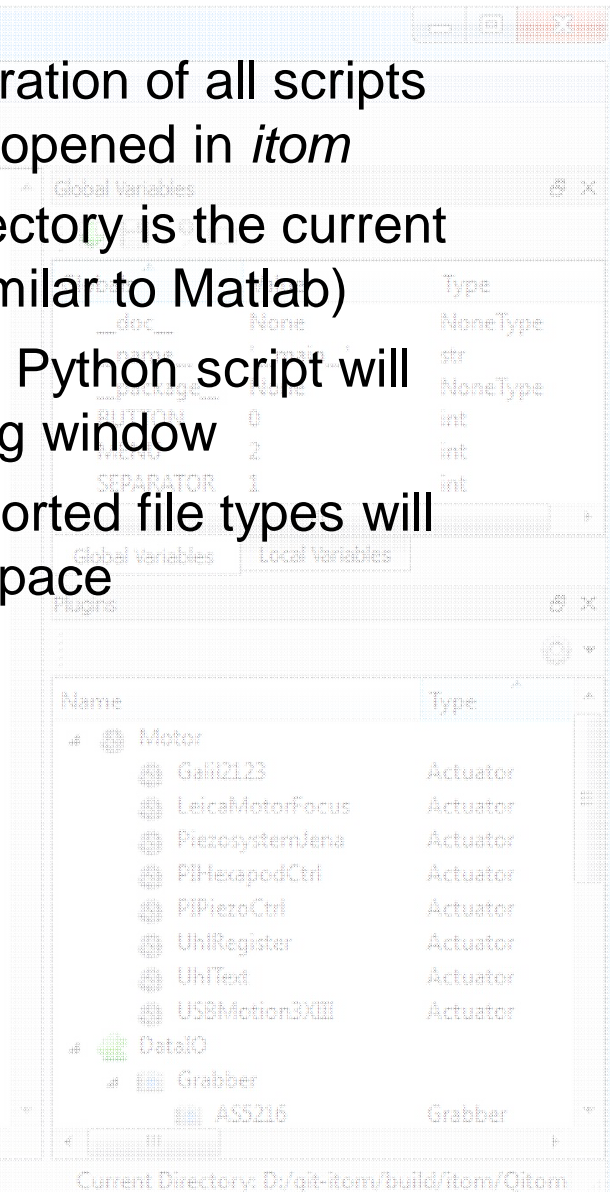 ration of all scripts
opened in itom
Global Variables
ectory is the current
milar to Matlab)
Type
__doc__ None NoneType
str
Python script will
NoneType
BUTTON 0 int
g window
MENU 2 int
SEPARATOR 1 int
orted file types will
Global Variables Local Variables
pace
Plugins
Name Type
Motor
Galil2123 Actuator
LeicaMotorFocus Actuator
PiezosystemJena Actuator
PIHexapodCtrl Actuator
PIPiezoCtrl Actuator
UhlRegister Actuator
UhlText Actuator
USBMotion3XIII Actuator
DataIO
Grabber
AS5216 Grabber
Current Directory: D:/git-itom/build/itom/Qitom